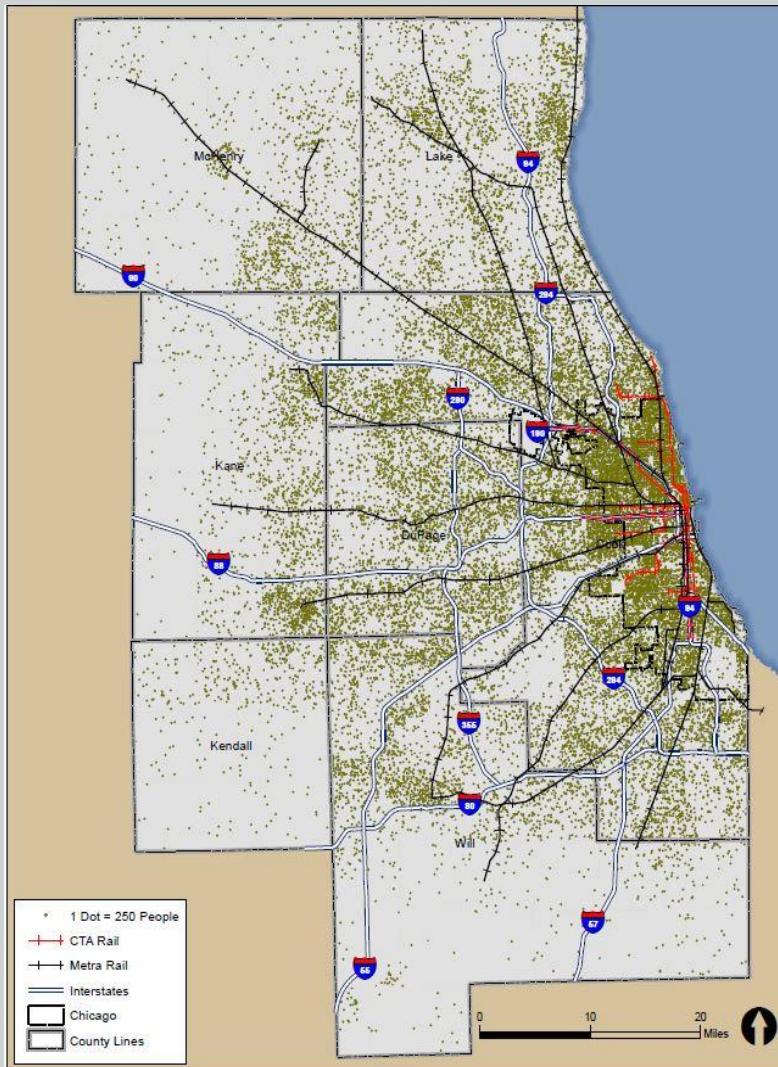 94
McHenry
Lake
90
294
290
190
Kane
DuPage
88
94
294
Kendall
355
80
Will
57
55
1 Dot = 250 People
CTA Rail
Metra Rail
Interstates
Chicago
County Lines
0 10 20
Miles